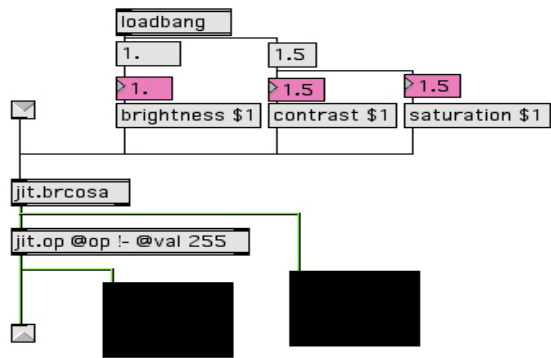 loadbang
1. 1.5
1. 1.5 1.5
brightness $1 contrast $1 saturation $1
jit.brcosa
jit.op @op !- @val 255